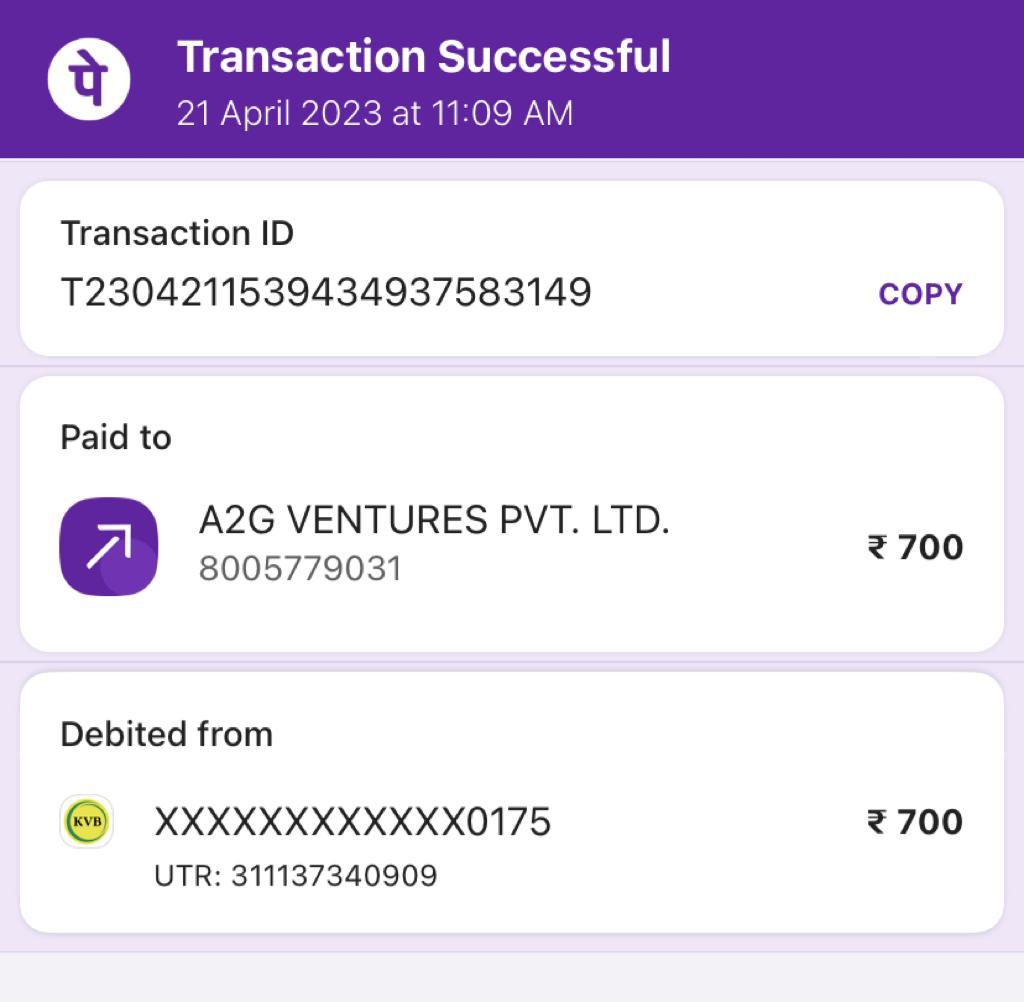 पे
Transaction Successful
21 April 2023 at 11:09 AM
Transaction ID
T2304211539434937583149
COPY
Paid to
A2G VENTURES PVT. LTD.
8005779031
₹ 700
Debited from
KVB
XXXXXXXXXXXX0175
₹ 700
UTR: 311137340909